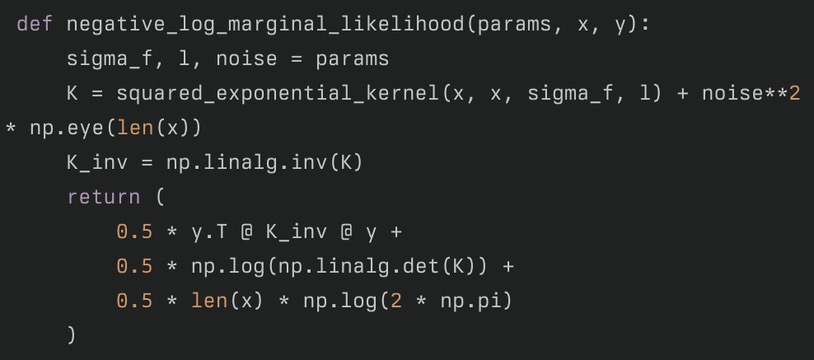 def negative_log_marginal_likelihood(params, x, y):
    sigma_f, l, noise = params
    K = squared_exponential_kernel(x, x, sigma_f, l) + noise**2
* np.eye(len(x))
    K_inv = np.linalg.inv(K)
    return (
        0.5 * y.T @ K_inv @ y +
        0.5 * np.log(np.linalg.det(K)) +
        0.5 * len(x) * np.log(2 * np.pi)
    )